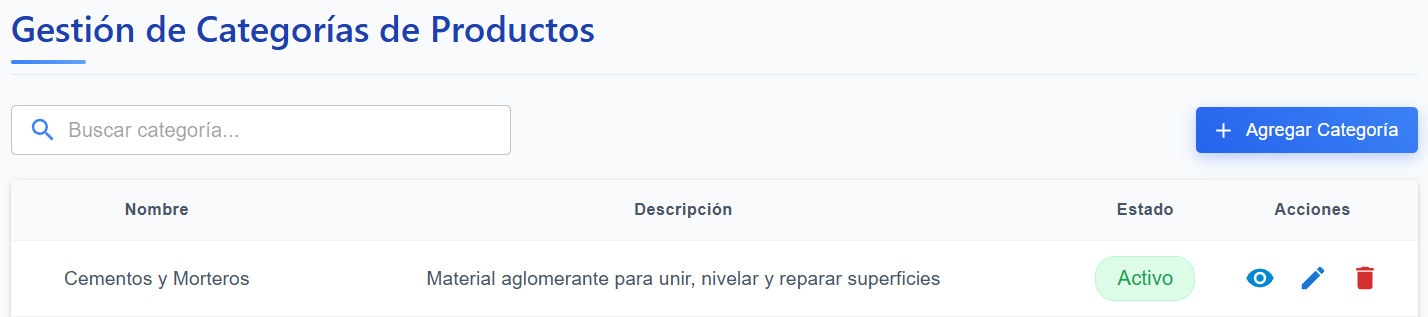 Gestión de Categorías de Productos
Buscar categoría...
Agregar Categoría
Nombre Descripción Estado Acciones
Cementos y Morteros Material aglomerante para unir, nivelar y reparar superficies Activo